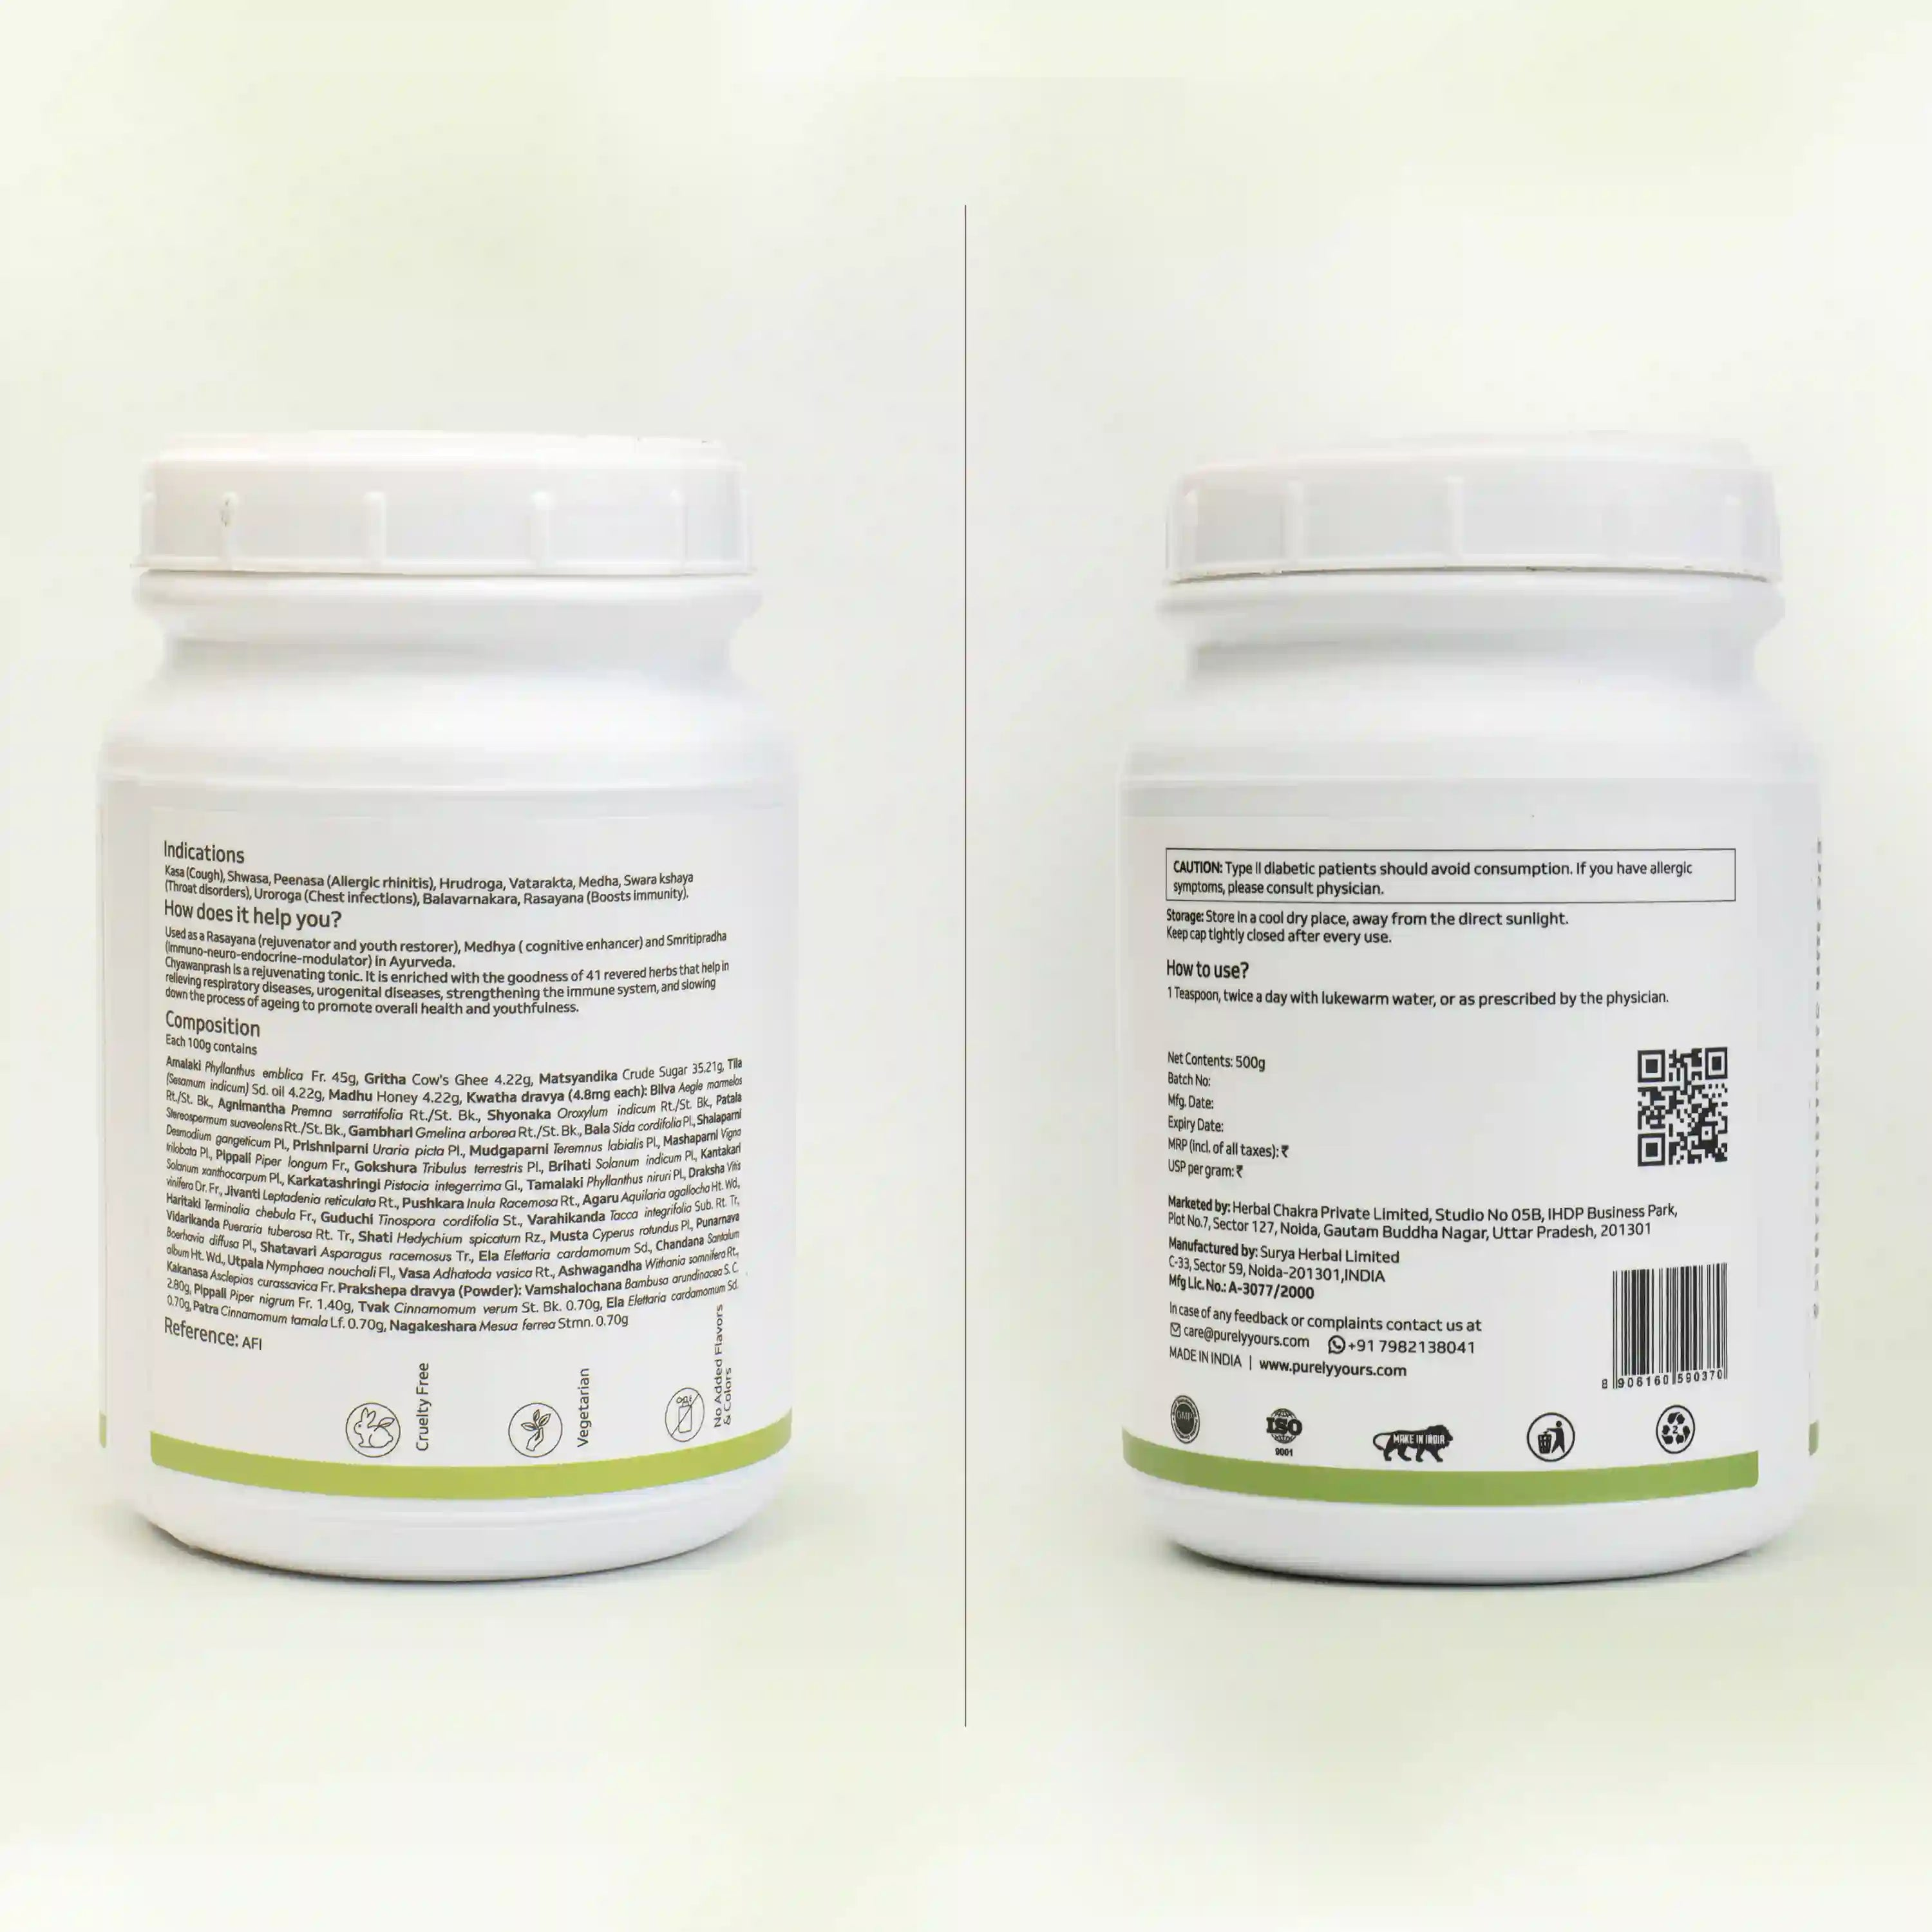 Indications
Kasa (Cough), Shwasa, Peenasa (Allergic rhinitis), Hrudroga, Vatarakta, Medha, Swara kshaya
(Throat disorders), Uroroga (Chest infections), Balavarnakara, Rasayana (Boosts immunity).
How does it help you?
Used as a Rasayana (rejuvenator and youth restorer), Medhya ( cognitive enhancer) and Smritipradha
(Immuno-neuro-endocrine-modulator) in Ayurveda.
Chyawanprash is a rejuvenating tonic. It is enriched with the goodness of 41 revered herbs that help in
relieving respiratory diseases, urogenital diseases, strengthening the immune system, and slowing
down the process of ageing to promote overall health and youthfulness.
Composition
Each 100g contains
Amalaki Phyllanthus emblica Fr. 45g, Gritha Cow's Ghee 4.22g, Matsyandika Crude Sugar 35.21g, Tila
(Sesamum indicum) Sd. oil 4.22g, Madhu Honey 4.22g, Kwatha dravya (4.8mg each): Bilva Aegle marmelos
Rt./St. Bk., Agnimantha Premna serratifolia Rt./St. Bk., Shyonaka Oroxylum indicum Rt./St. Bk., Patala
Stereospermum suaveolens Rt./St. Bk., Gambhari Gmelina arborea Rt./St. Bk., Bala Sida cordifolia Pl., Shalaparni
Desmodium gangeticum Pl., Prishniparni Uraria picta Pl., Mudgaparni Teremnus labialis Pl., Mashaparni Vigna
trilobata Pl., Pippali Piper longum Fr., Gokshura Tribulus terrestris Pl., Brihati Solanum indicum Pl., Kantakari
Solanum xanthocarpum Pl., Karkatashringi Pistacia integerrima Gl., Tamalaki Phyllanthus niruri Pl., Draksha Vitis
vinifera Dr. Fr., Jivanti Leptadenia reticulata Rt., Pushkara Inula Racemosa Rt., Agaru Aquilaria agallocha Ht. Wd.,
Haritaki Terminalia chebula Fr., Guduchi Tinospora cordifolia St., Varahikanda Tacca integrifolia Sub. Rt. Tr.,
Vidarikanda Pueraria tuberosa Rt. Tr., Shati Hedychium spicatum Rz., Musta Cyperus rotundus Pl., Punarnava
Boerhavia diffusa Pl., Shatavari Asparagus racemosus Tr., Ela Elettaria cardamomum Sd., Chandana Santalum
album Ht. Wd., Utpala Nymphaea nouchali Fl., Vasa Adhatoda vasica Rt., Ashwagandha Withania somnifera Rt.,
Kakanasa Asclepias curassavica Fr. Prakshepa dravya (Powder): Vamshalochana Bambusa arundinacea S. C.
2.80g, Pippali Piper nigrum Fr. 1.40g, Tvak Cinnamomum verum St. Bk. 0.70g, Ela Elettaria cardamomum Sd.
0.70g, Patra Cinnamomum tamala Lf. 0.70g, Nagakeshara Mesua ferrea Stmn. 0.70g
Reference: AFI
Cruelty Free
Vegetarian
No Added Flavors
& Colors
CAUTION: Type II diabetic patients should avoid consumption. If you have allergic
symptoms, please consult physician.
Storage: Store in a cool dry place, away from the direct sunlight.
Keep cap tightly closed after every use.
How to use?
1 Teaspoon, twice a day with lukewarm water, or as prescribed by the physician.
Net Contents: 500g
Batch No:
Mfg. Date:
Expiry Date:
MRP (incl. of all taxes): ₹
USP per gram: ₹
Marketed by: Herbal Chakra Private Limited, Studio No 05B, IHDP Business Park,
Plot No.7, Sector 127, Noida, Gautam Buddha Nagar, Uttar Pradesh, 201301
Manufactured by: Surya Herbal Limited
C-33, Sector 59, Noida-201301,INDIA
Mfg Lic. No.: A-3077/2000
In case of any feedback or complaints contact us at
care@purelyyours.com +91 7982138041
MADE IN INDIA | www.purelyyours.com
8 906160 590370
GMP
ISO
9001
MAKE IN INDIA
2